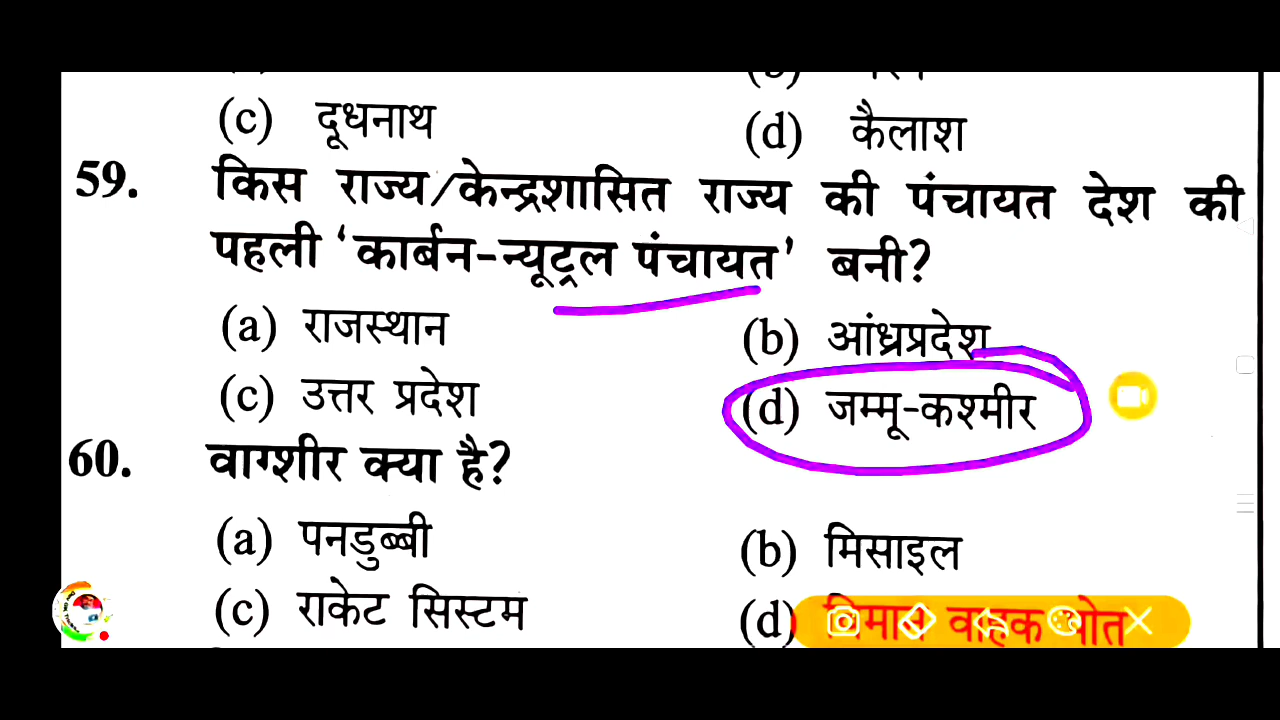 (c) दूधनाथ (d) कैलाश
59. किस राज्य/केन्द्रशासित राज्य की पंचायत देश की
पहली ‘कार्बन-न्यूट्रल पंचायत’ बनी?
(a) राजस्थान (b) आंध्रप्रदेश
(c) उत्तर प्रदेश (d) जम्मू-कश्मीर
60. वाग्शीर क्या है?
(a) पनडुब्बी (b) मिसाइल
(c) राकेट सिस्टम (d) विमान वाहक पोत